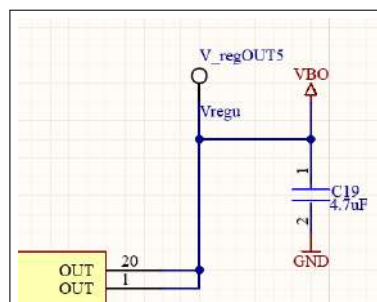 V_regOUT5
VBO
Vregu
1
C19
4.7uF
2
GND
OUT 20
OUT 1